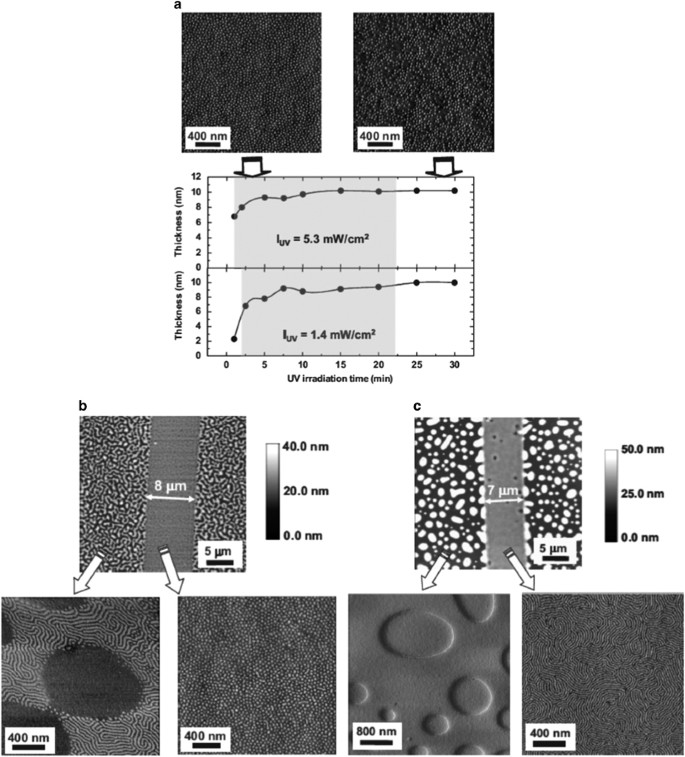 a
400 nm
400 nm
12
10
8
6
4
2
0
Thickness (nm)
I_UV = 5.3 mW/cm²
10
8
6
4
2
0
Thickness (nm)
I_UV = 1.4 mW/cm²
0 5 10 15 20 25 30
UV irradiation time (min)
b
8 µm
5 µm
40.0 nm
20.0 nm
0.0 nm
400 nm
400 nm
c
7 µm
5 µm
50.0 nm
25.0 nm
0.0 nm
800 nm
400 nm